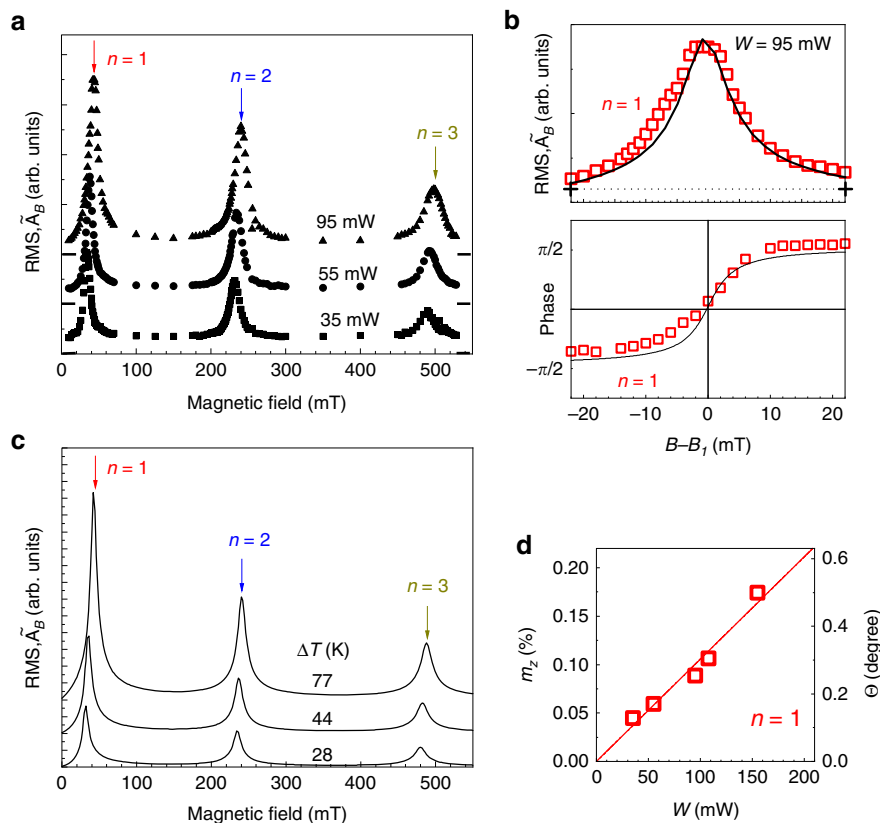 a
n = 1
n = 2
n = 3
95 mW
55 mW
35 mW
RMS, Ã_B (arb. units)
0 100 200 300 400 500
Magnetic field (mT)
b
W = 95 mW
n = 1
RMS, Ã_B (arb. units)
π/2
−π/2
Phase
n = 1
−20 −10 0 10 20
B–B_1 (mT)
c
n = 1
n = 2
n = 3
ΔT (K)
77
44
28
RMS, Ã_B (arb. units)
0 100 200 300 400 500
Magnetic field (mT)
d
0.20
0.15
0.10
0.05
0.00
m_z (%)
0.6
0.4
0.2
0.0
Θ (degree)
n = 1
0 50 100 150 200
W (mW)